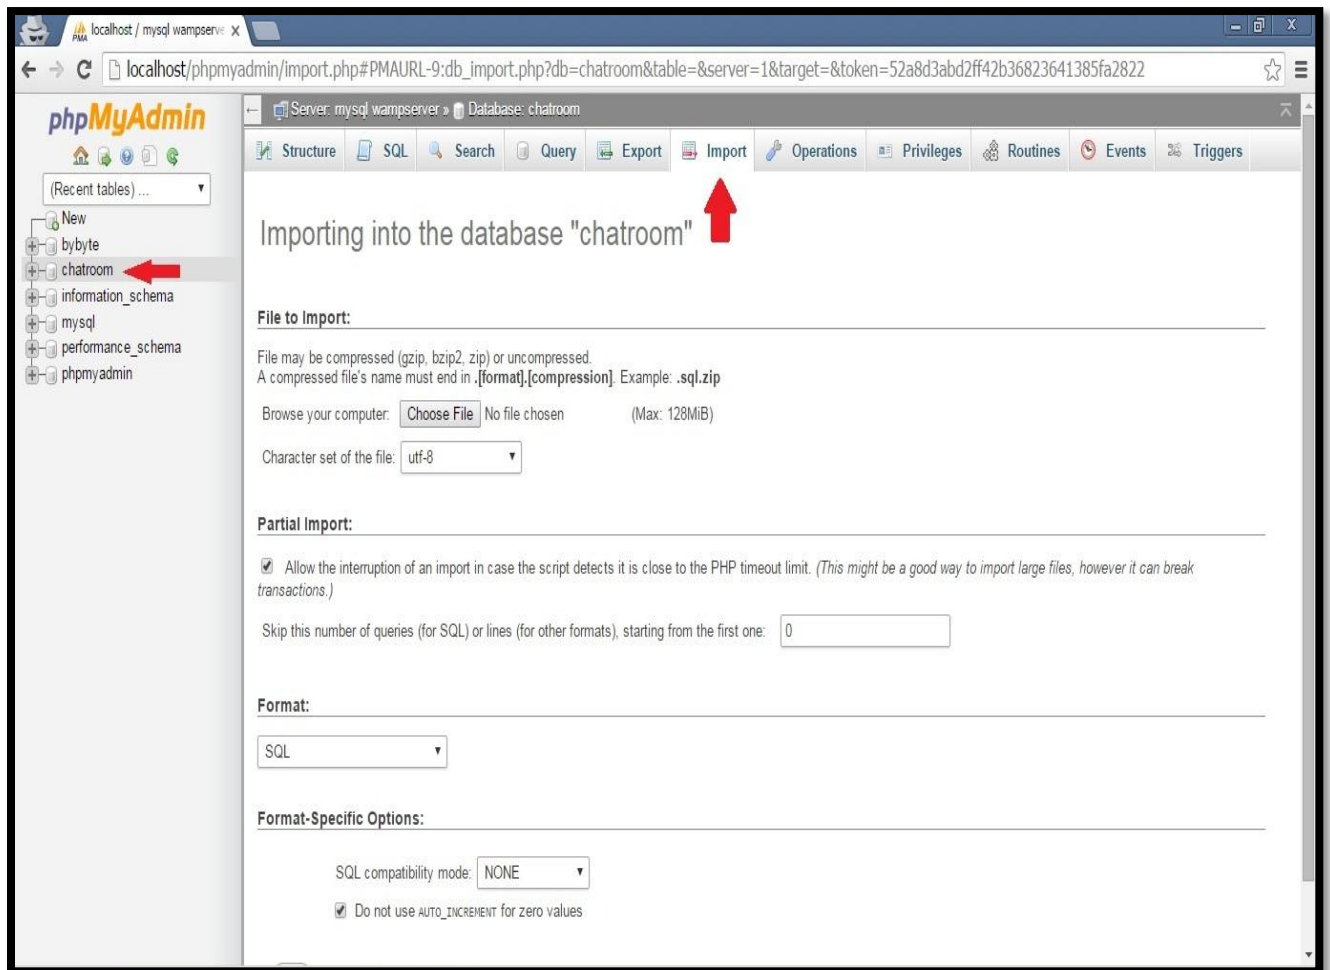 localhost / mysql wampserve x
localhost/phpmyadmin/import.php#PMAURL-9:db_import.php?db=chatroom&table=&server=1&target=&token=52a8d3abd2ff42b36823641385fa2822
phpMyAdmin
(Recent tables) ...
New
bybyte
chatroom
information_schema
mysql
performance_schema
phpmyadmin
Server: mysql wampserver » Database: chatroom
Structure SQL Search Query Export Import Operations Privileges Routines Events Triggers
Importing into the database "chatroom"
File to Import:
File may be compressed (gzip, bzip2, zip) or uncompressed.
A compressed file's name must end in .[format].[compression]. Example: .sql.zip
Browse your computer: Choose File No file chosen (Max: 128MiB)
Character set of the file: utf-8
Partial Import:
Allow the interruption of an import in case the script detects it is close to the PHP timeout limit. (This might be a good way to import large files, however it can break
transactions.)
Skip this number of queries (for SQL) or lines (for other formats), starting from the first one: 0
Format:
SQL
Format-Specific Options:
SQL compatibility mode: NONE
Do not use AUTO_INCREMENT for zero values